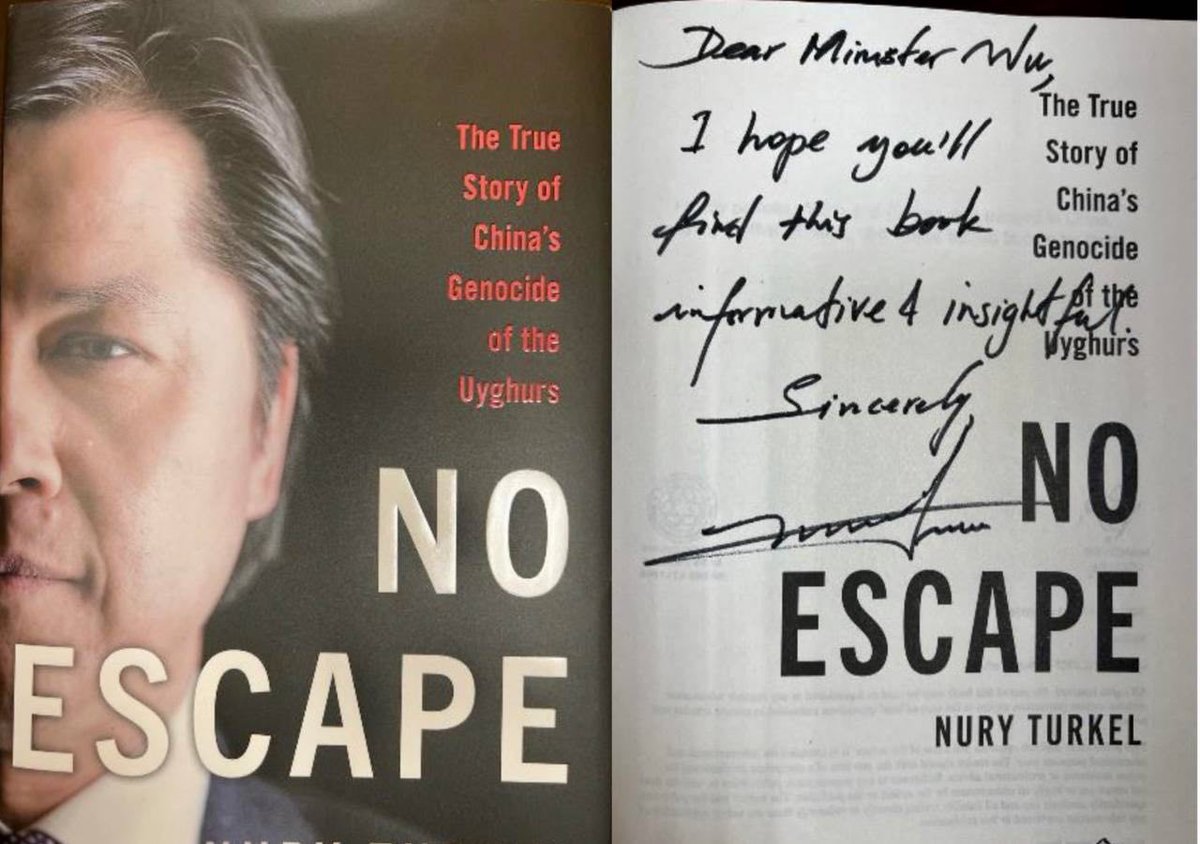 The True
Story of
China's
Genocide
of the
Uyghurs
NO
ESCAPE
Dear Minister Wu,
I hope you'll
find this book
informative & insightful.
Sincerely,
The True
Story of
China's
Genocide
of the
Uyghurs
NO
ESCAPE
NURY TURKEL